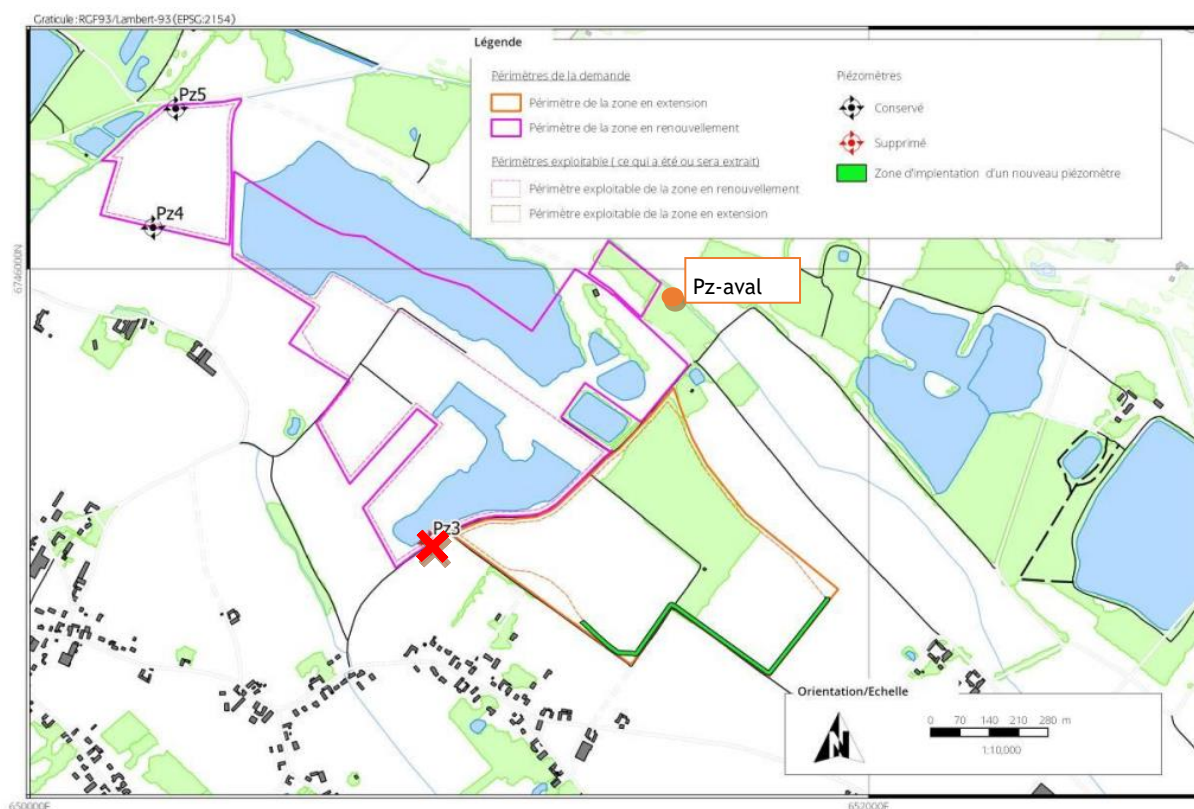 Graticule : RGF93/Lambert-93 (EPSG:2154)
Légende
Périmètres de la demande
Périmètre de la zone en extension
Périmètre de la zone en renouvellement
Périmètres exploitable ( ce qui a été ou sera extrait)
Périmètre exploitable de la zone en renouvellement
Périmètre exploitable de la zone en extension
Piézomètres
Conservé
Supprimé
Zone d'implentation d'un nouveau piézomètre
Pz5
Pz4
6746000N
Pz-aval
Pz3
Orientation/Echelle
N
0 70 140 210 280 m
1:10,000
650000E
652000E